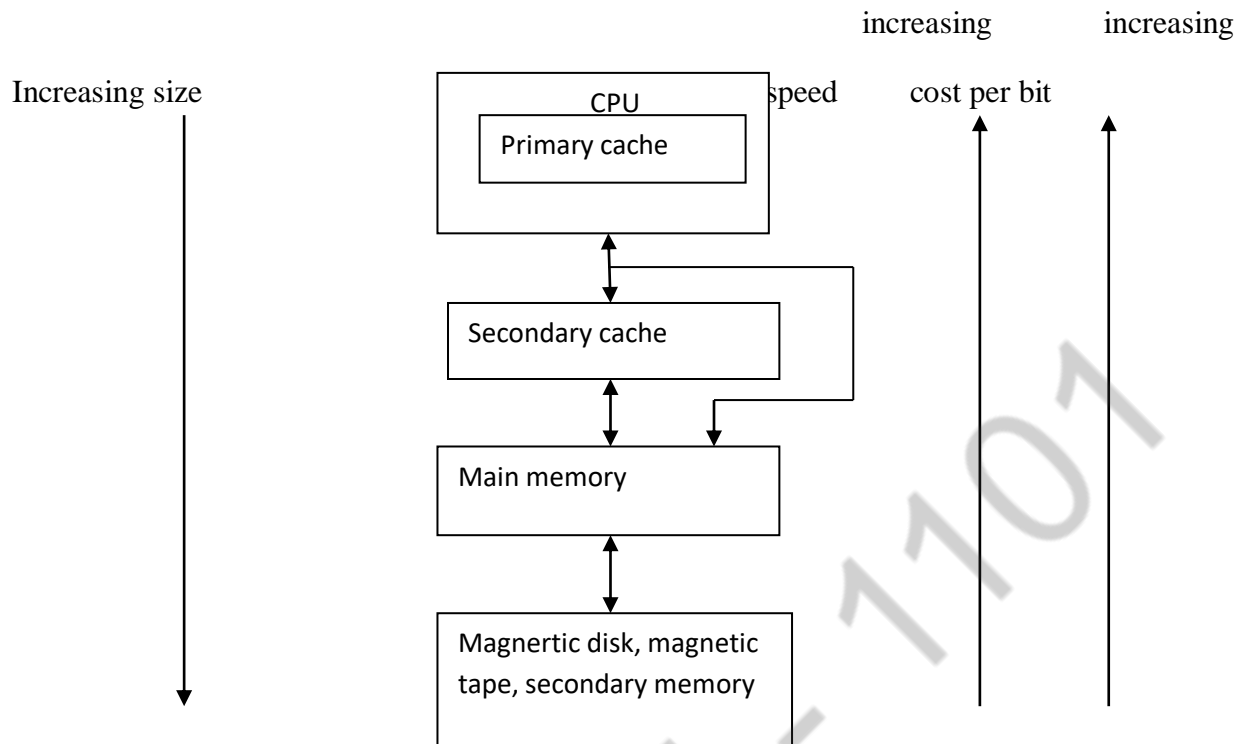 increasing increasing
Increasing size CPU speed cost per bit
Primary cache
Secondary cache
Main memory
Magnertic disk, magnetic
tape, secondary memory
1101